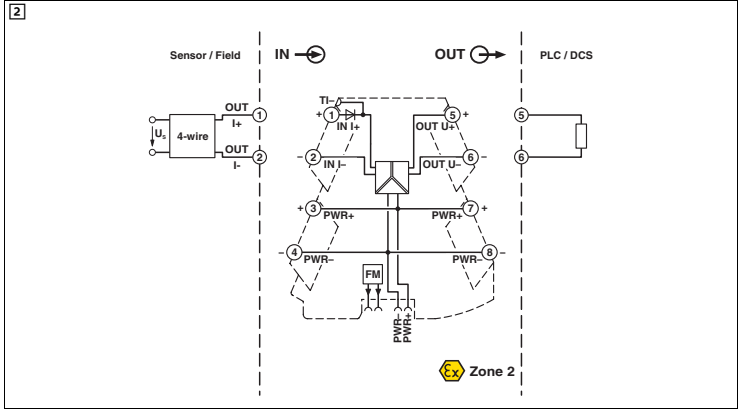 2
Sensor / Field
IN
OUT
PLC / DCS
TI–
OUT
1
I+
+
1
IN I+
5
+
OUT U+
5
Us
4-wire
OUT
2
I-
–
2
IN I–
OUT U–
6
–
6
+
3
PWR+
PWR+
7
+
–
4
PWR–
PWR–
8
–
FM
PWR–
PWR+
Ex
Zone 2